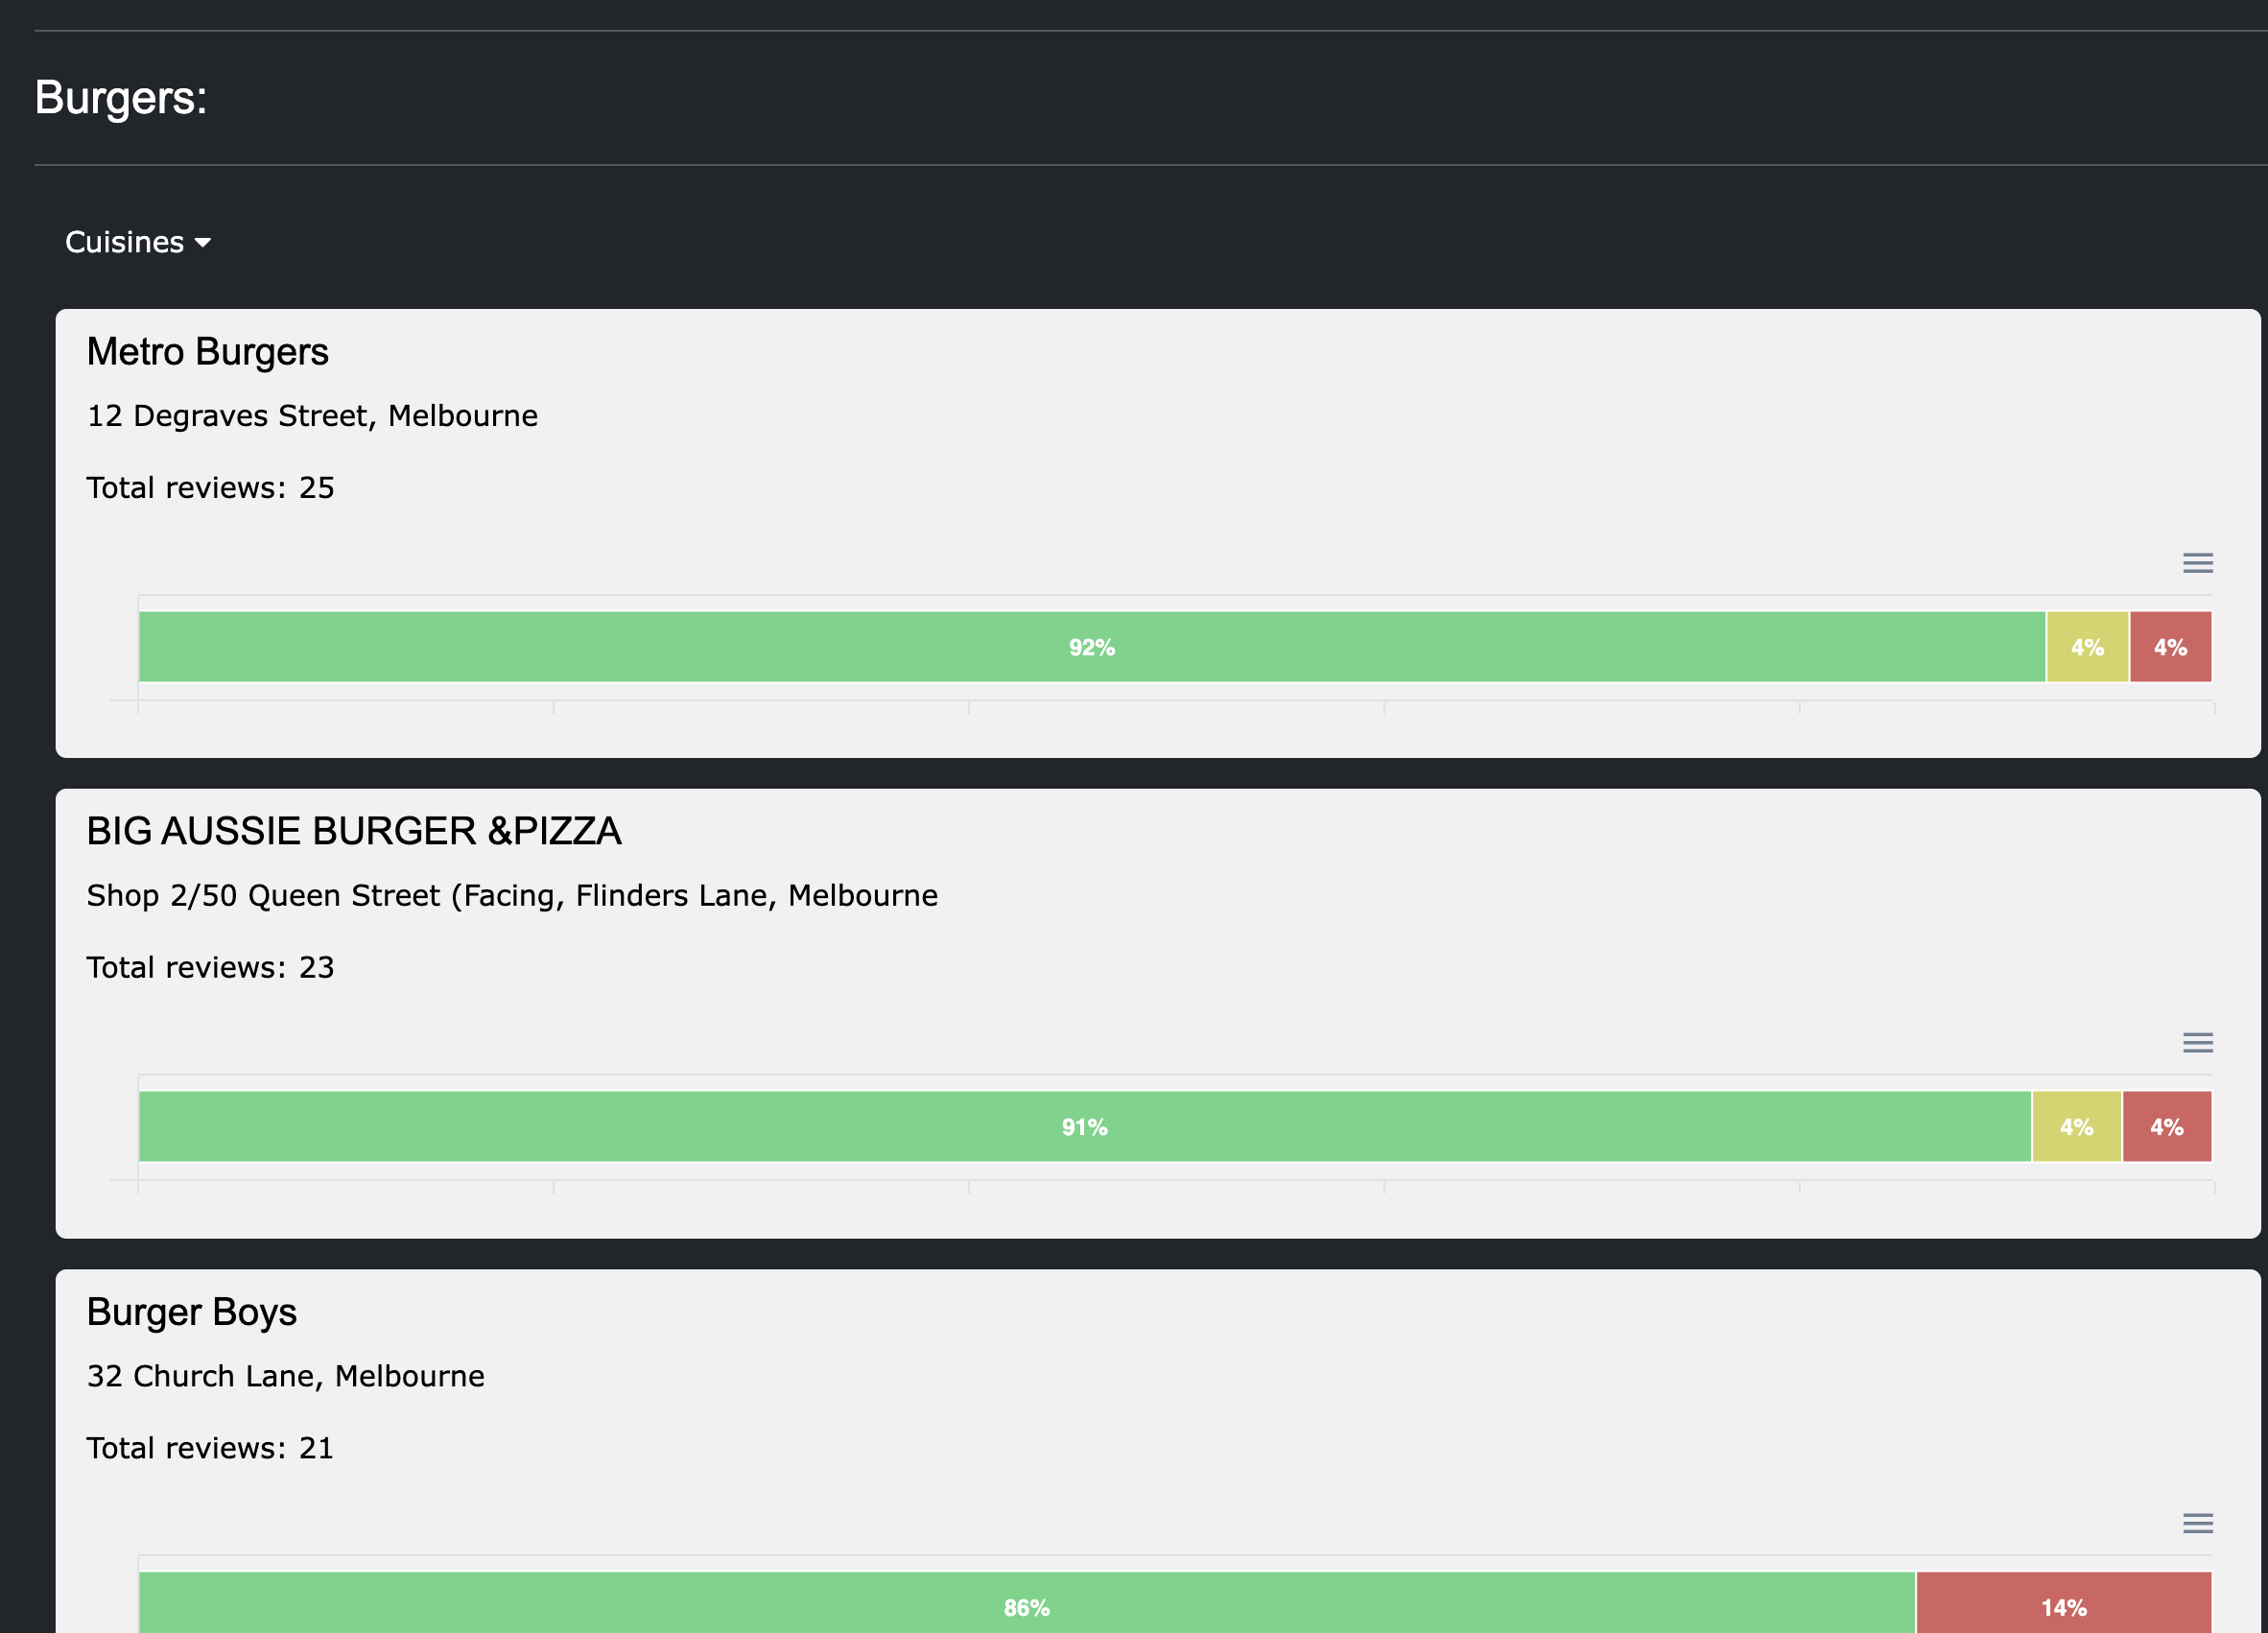 Burgers:
Cuisines
Metro Burgers
12 Degraves Street, Melbourne
Total reviews: 25
92% 4% 4%
BIG AUSSIE BURGER &PIZZA
Shop 2/50 Queen Street (Facing, Flinders Lane, Melbourne
Total reviews: 23
91% 4% 4%
Burger Boys
32 Church Lane, Melbourne
Total reviews: 21
86% 14%